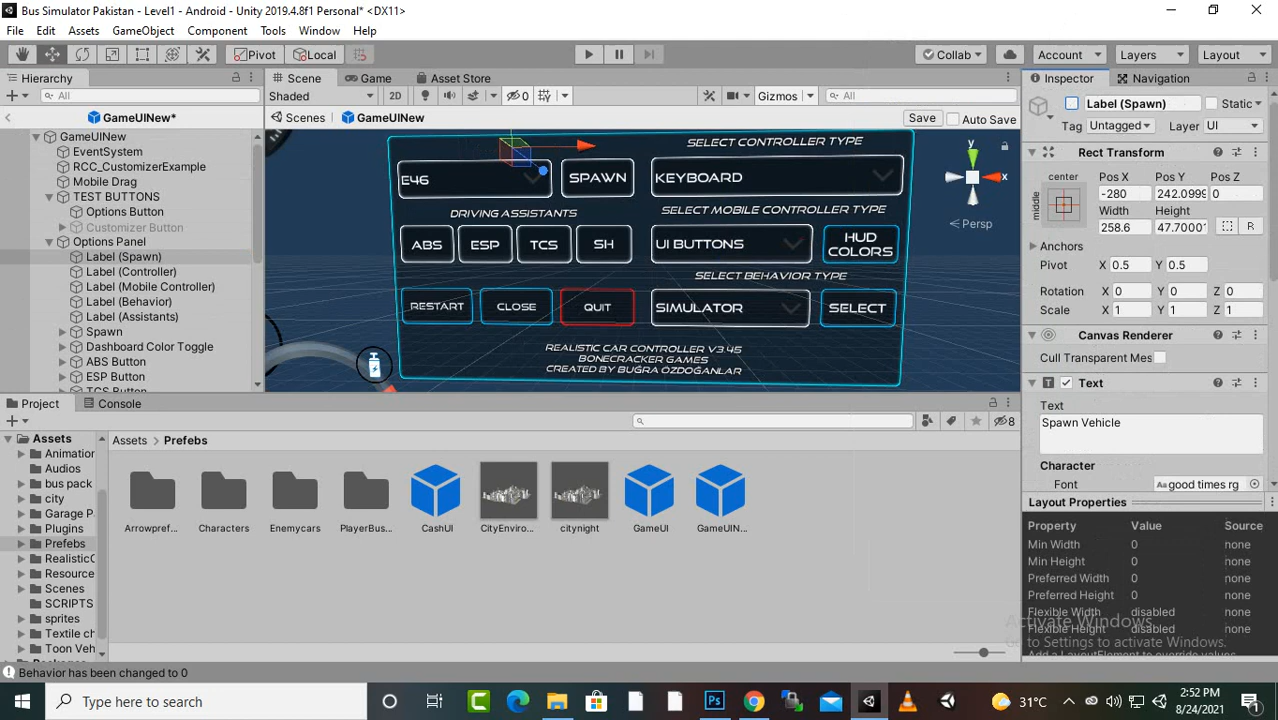 Bus Simulator Pakistan - Level1 - Android - Unity 2019.4.8f1 Personal* <DX11>
File Edit Assets GameObject Component Tools Window Help
Pivot Local Collab Account Layers Layout
Hierarchy Scene Game Asset Store Inspector Navigation
All Shaded 2D 0 Gizmos All Label (Spawn) Static
GameUINew* Scenes GameUINew Save Auto Save Tag Untagged Layer UI
GameUINew
EventSystem
RCC_CustomizerExample
Mobile Drag
TEST BUTTONS
Options Button
Customizer Button
Options Panel
Label (Spawn)
Label (Controller)
Label (Mobile Controller)
Label (Behavior)
Label (Assistants)
Spawn
Dashboard Color Toggle
ABS Button
ESP Button
TCS Button
SELECT CONTROLLER TYPE
E46 SPAWN KEYBOARD
DRIVING ASSISTANTS SELECT MOBILE CONTROLLER TYPE
ABS ESP TCS SH UI BUTTONS HUD COLORS
SELECT BEHAVIOR TYPE
RESTART CLOSE QUIT SIMULATOR SELECT
REALISTIC CAR CONTROLLER V3.45
BONECRACKER GAMES
CREATED BY BUĞRA ÖZDOĞANLAR
y
x
Persp
Rect Transform
center Pos X Pos Y Pos Z
middle -280 242.0999 0
Width Height
258.6 47.7000 R
Anchors
Pivot X 0.5 Y 0.5
Rotation X 0 Y 0 Z 0
Scale X 1 Y 1 Z 1
Canvas Renderer
Cull Transparent Mes
Text
Text
Spawn Vehicle
Character
Font good times rg
Layout Properties
Property Value Source
Min Width 0 none
Min Height 0 none
Preferred Width 0 none
Preferred Height 0 none
Flexible Width disabled none
Flexible Height disabled none
Add a LayoutElement to override values
Activate Windows
Go to Settings to activate Windows.
Project Console
8
Assets
Animation
Audios
bus pack
city
Garage P
Plugins
Prefebs
RealisticC
Resource
Scenes
SCRIPTS
sprites
Textile ch
Toon Veh
Assets > Prefebs
Arrowpref... Characters Enemycars PlayerBus... CashUI CityEnviro... citynight GameUI GameUIN...
Behavior has been changed to 0
Type here to search
Ps
31°C
2:52 PM
8/24/2021
1